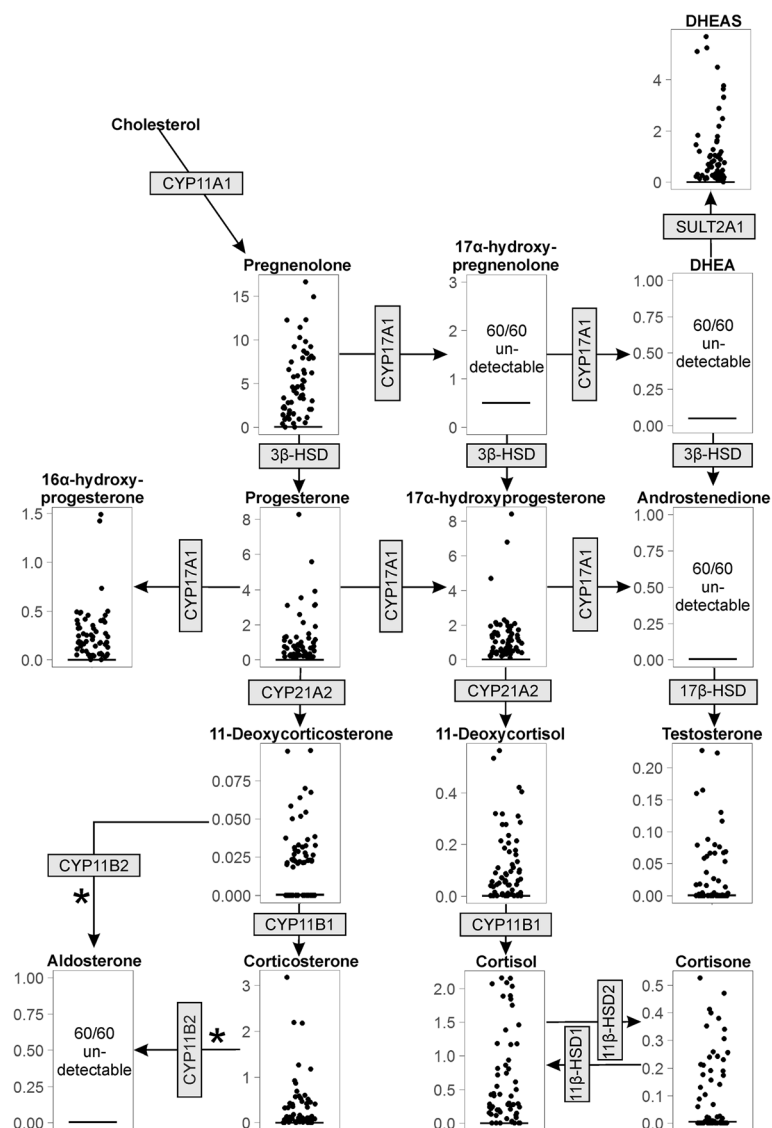 DHEAS
4
2
0
Cholesterol
CYP11A1
SULT2A1
Pregnenolone
15
10
5
0
CYP17A1
17α-hydroxy-
pregnenolone
3
2
1
0
60/60
un-
detectable
CYP17A1
DHEA
1.00
0.75
0.50
0.25
0.00
60/60
un-
detectable
3β-HSD
3β-HSD
3β-HSD
16α-hydroxy-
progesterone
1.5
1.0
0.5
0.0
CYP17A1
Progesterone
8
6
4
2
0
CYP17A1
17α-hydroxyprogesterone
8
6
4
2
0
CYP17A1
Androstenedione
1.00
0.75
0.50
0.25
0.00
60/60
un-
detectable
CYP21A2
CYP21A2
17β-HSD
11-Deoxycorticosterone
0.075
0.050
0.025
0.000
11-Deoxycortisol
0.4
0.2
0.0
Testosterone
0.20
0.15
0.10
0.05
0.00
CYP11B2
*
CYP11B1
CYP11B1
Aldosterone
1.00
0.75
0.50
0.25
0.00
60/60
un-
detectable
CYP11B2
*
Corticosterone
3
2
1
0
Cortisol
2.0
1.5
1.0
0.5
0.0
11β-HSD1
11β-HSD2
Cortisone
0.5
0.4
0.3
0.2
0.1
0.0